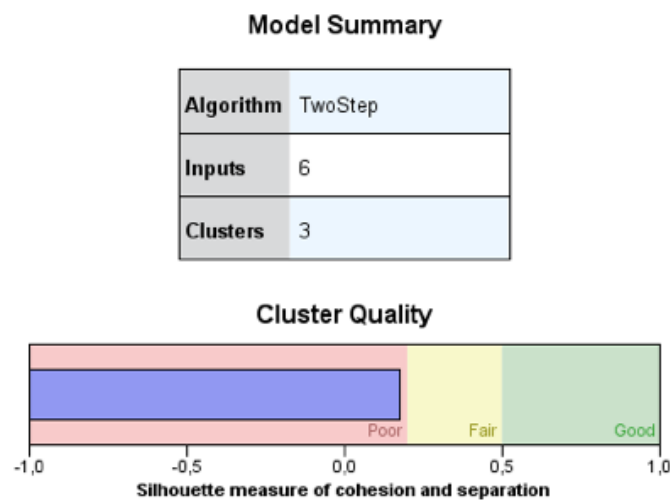 Model Summary
Algorithm TwoStep
Inputs 6
Clusters 3
Cluster Quality
Poor Fair Good
-1,0 -0,5 0,0 0,5 1,0
Silhouette measure of cohesion and separation